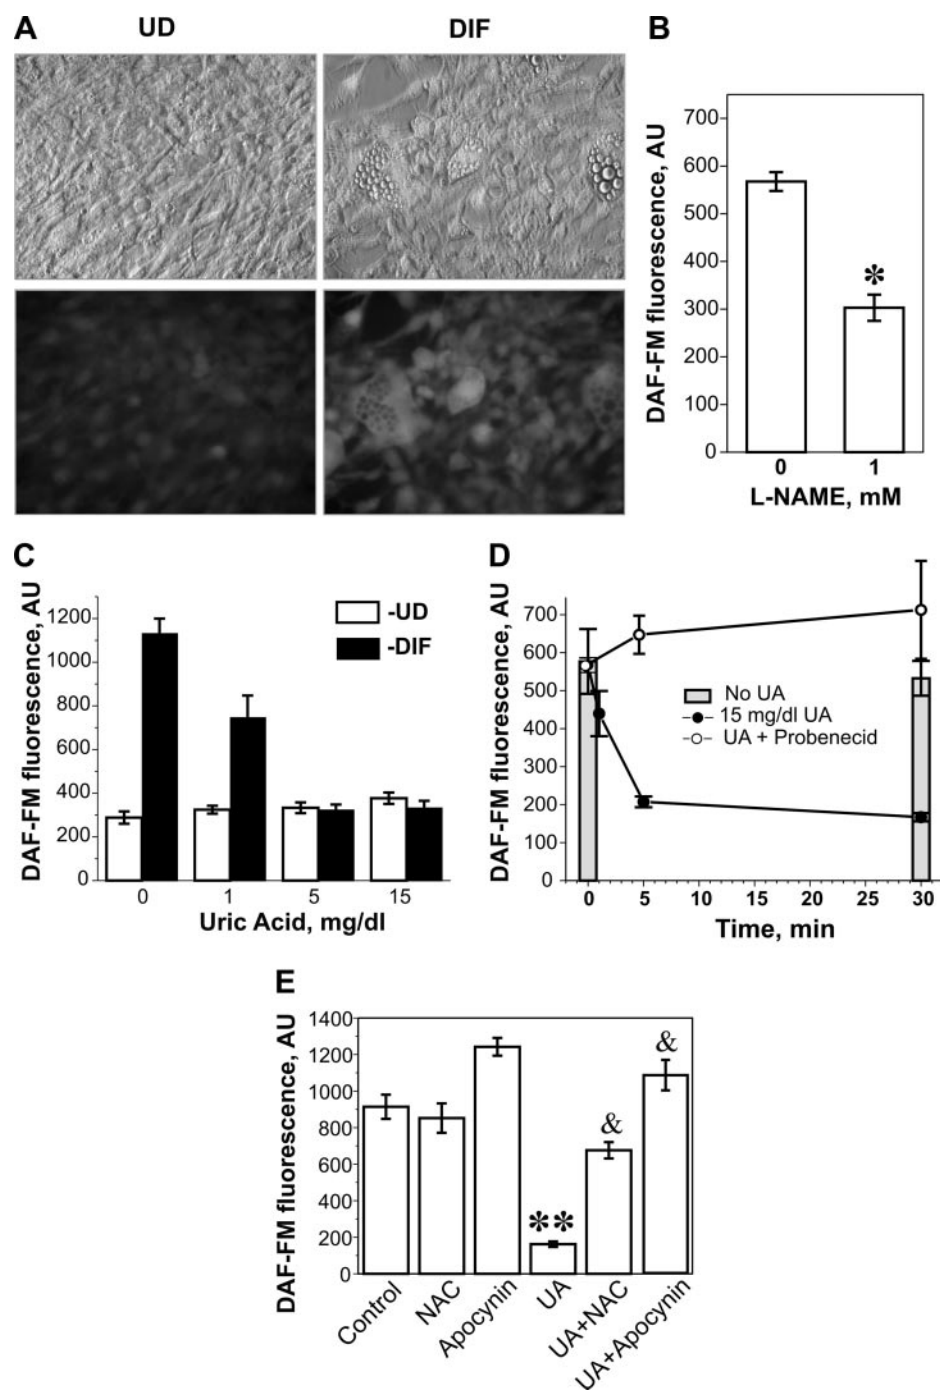 A
UD
DIF
B
DAF-FM fluorescence, AU
700
600
500
400
300
200
100
0
*
0 1
L-NAME, mM
C
DAF-FM fluorescence, AU
1200
1000
800
600
400
200
0
-UD
-DIF
0 1 5 15
Uric Acid, mg/dl
D
DAF-FM fluorescence, AU
700
600
500
400
300
200
100
0
No UA
15 mg/dl UA
UA + Probenecid
0 5 10 15 20 25 30
Time, min
E
DAF-FM fluorescence, AU
1400
1200
1000
800
600
400
200
0
**
&
&
Control
NAC
Apocynin
UA
UA+NAC
UA+Apocynin